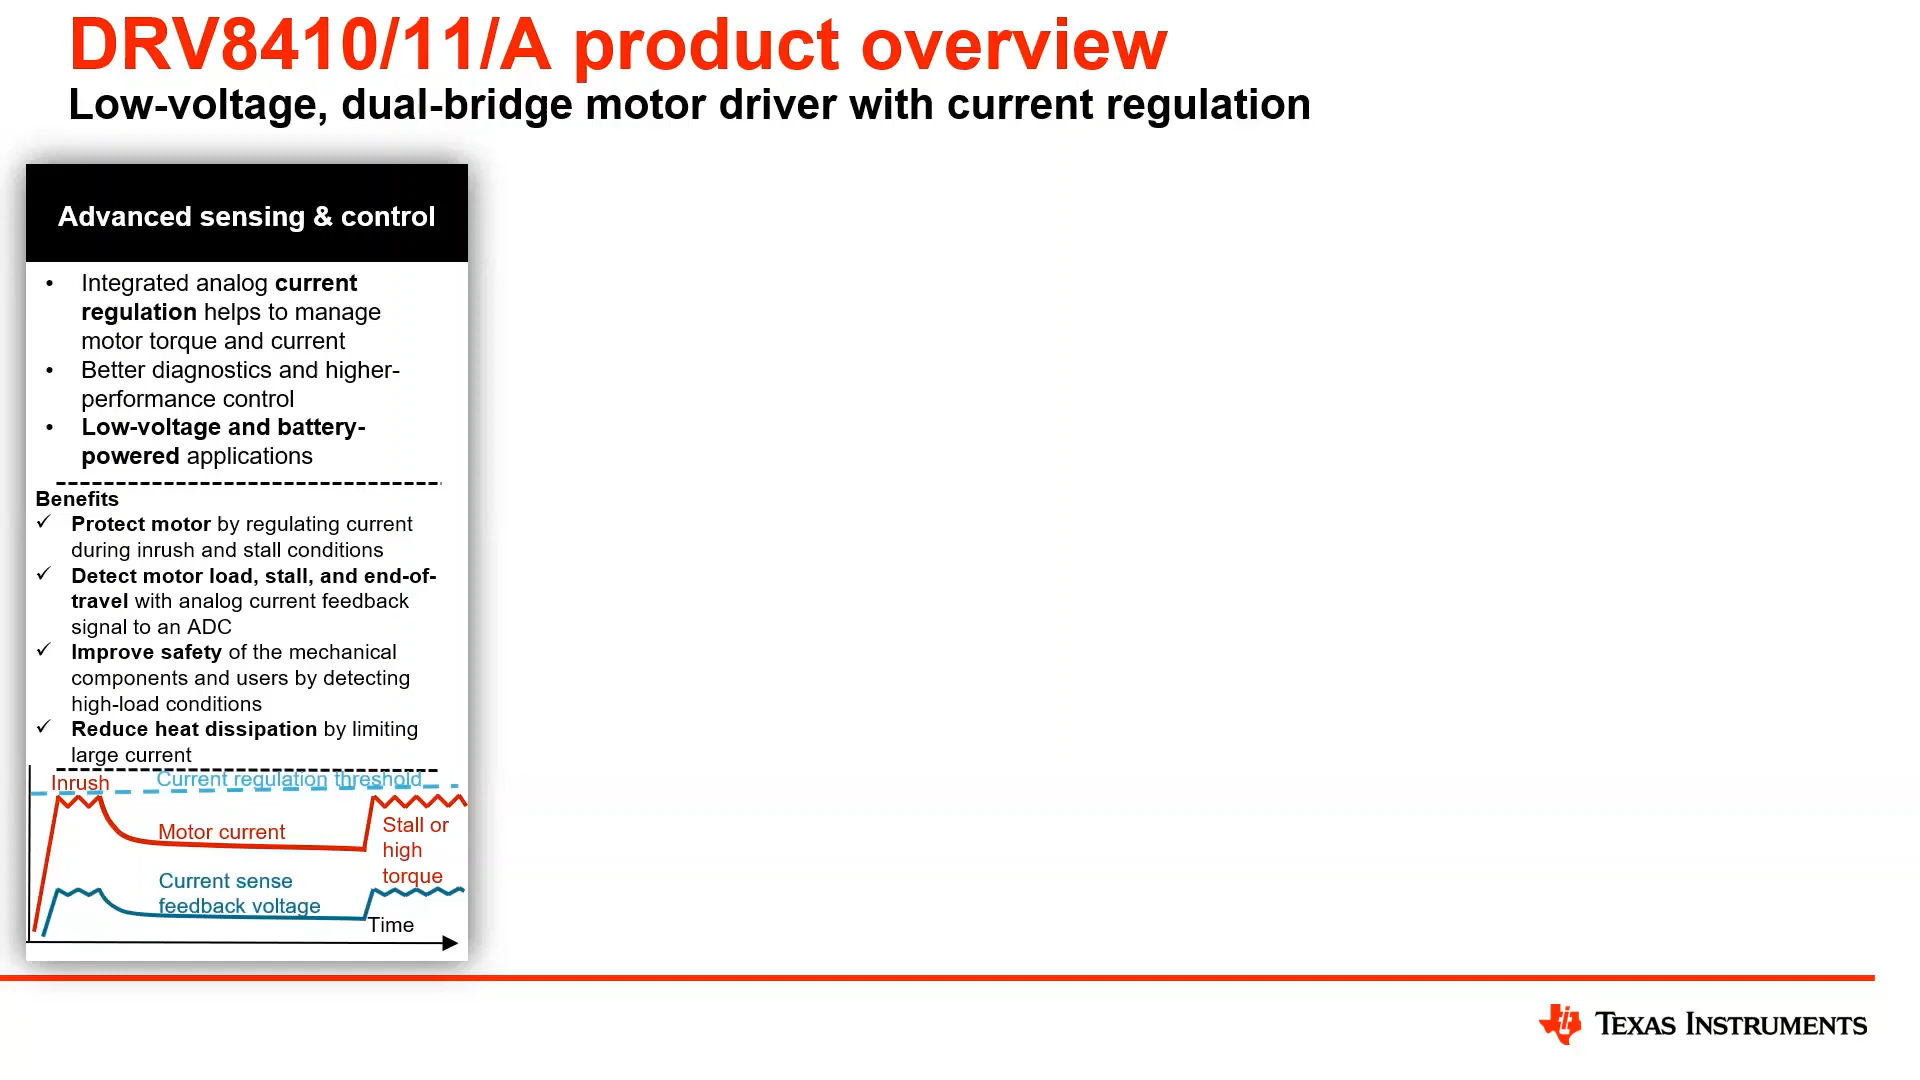 DRV8410/11/A product overview
Low-voltage, dual-bridge motor driver with current regulation
Advanced sensing & control
• Integrated analog current
regulation helps to manage
motor torque and current
• Better diagnostics and higher-
performance control
• Low-voltage and battery-
powered applications
Benefits
✓ Protect motor by regulating current
during inrush and stall conditions
✓ Detect motor load, stall, and end-of-
travel with analog current feedback
signal to an ADC
✓ Improve safety of the mechanical
components and users by detecting
high-load conditions
✓ Reduce heat dissipation by limiting
large current
Inrush
Current regulation threshold
Motor current
Stall or
high
torque
Current sense
feedback voltage
Time
TEXAS INSTRUMENTS